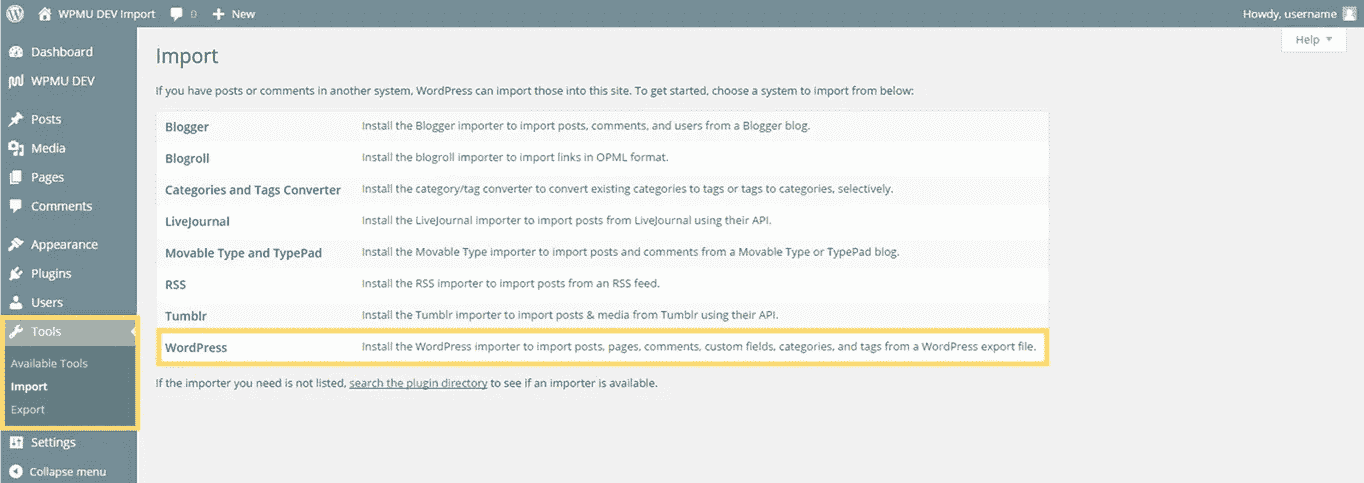 WPMU DEV Import 0 New Howdy, username
Help
Dashboard
WPMU DEV
Posts
Media
Pages
Comments
Appearance
Plugins
Users
Tools
Available Tools
Import
Export
Settings
Collapse menu
Import
If you have posts or comments in another system, WordPress can import those into this site. To get started, choose a system to import from below:
Blogger Install the Blogger importer to import posts, comments, and users from a Blogger blog.
Blogroll Install the blogroll importer to import links in OPML format.
Categories and Tags Converter Install the category/tag converter to convert existing categories to tags or tags to categories, selectively.
LiveJournal Install the LiveJournal importer to import posts from LiveJournal using their API.
Movable Type and TypePad Install the Movable Type importer to import posts and comments from a Movable Type or TypePad blog.
RSS Install the RSS importer to import posts from an RSS feed.
Tumblr Install the Tumblr importer to import posts & media from Tumblr using their API.
WordPress Install the WordPress importer to import posts, pages, comments, custom fields, categories, and tags from a WordPress export file.
If the importer you need is not listed, search the plugin directory to see if an importer is available.